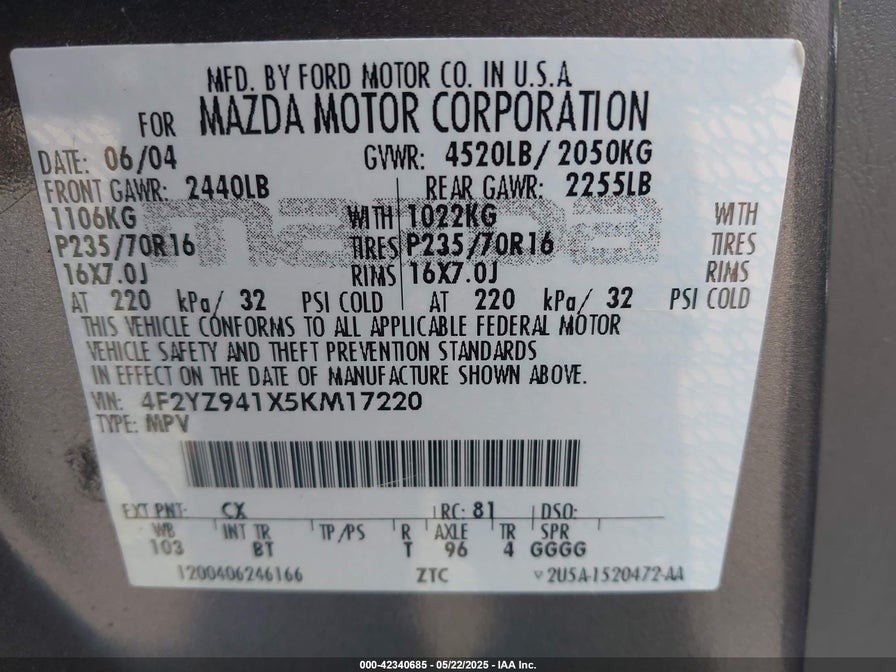 MFD. BY FORD MOTOR CO. IN U.S.A
FOR MAZDA MOTOR CORPORATION
DATE: 06/04 GVWR: 4520LB/2050KG
FRONT GAWR: 2440LB REAR GAWR: 2255LB
1106KG WITH 1022KG WITH
P235/70R16 TIRES P235/70R16 TIRES
16X7.0J RIMS 16X7.0J RIMS
AT 220 kPa/ 32 PSI COLD AT 220 kPa/ 32 PSI COLD
mazda
THIS VEHICLE CONFORMS TO ALL APPLICABLE FEDERAL MOTOR
VEHICLE SAFETY AND THEFT PREVENTION STANDARDS
IN EFFECT ON THE DATE OF MANUFACTURE SHOWN ABOVE.
VIN: 4F2YZ941X5KM17220
TYPE: MPV
EXT PNT: CX RC: 81 DSO:
WB INT TR TP/PS R AXLE TR SPR
103 BT T 96 4 GGGG
1200406246166 ZTC v 2U5A-1520472-AA
000-42340685 - 05/22/2025 - IAA Inc.